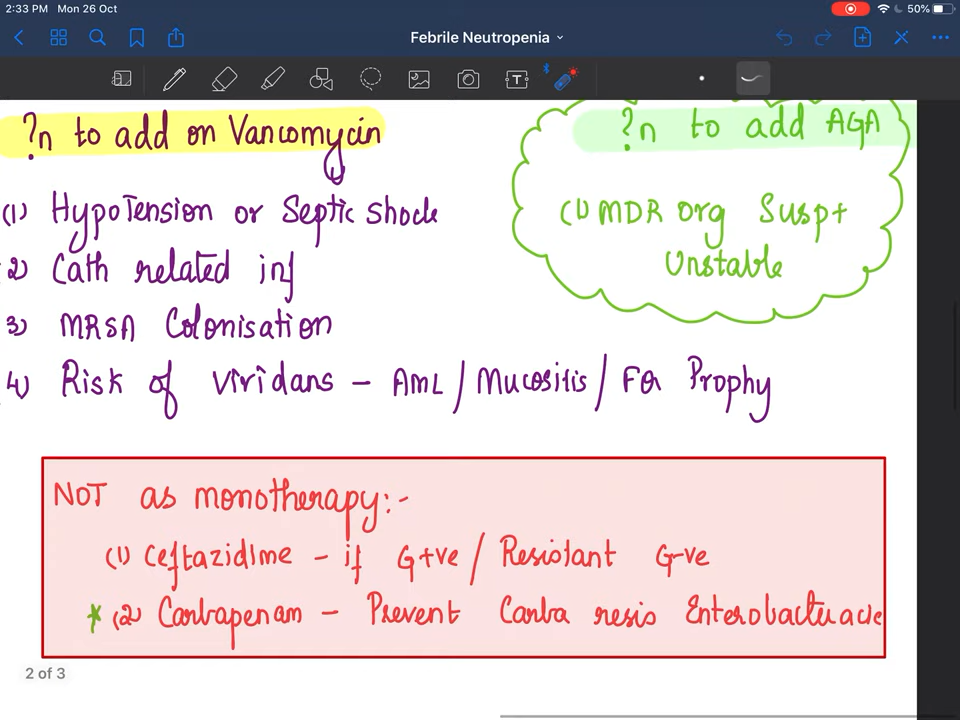 2:33 PM Mon 26 Oct
50%
Febrile Neutropenia
T
?n to add on Vancomycin
(1) Hypotension or Septic Shock
2) Cath related inf
3) MRSA Colonisation
4) Risk of Viridans – AML / Mucositis / FQ Prophy
?n to add AGA
(1) MDR org Susp+
Unstable
NOT as monotherapy:-
(1) Ceftazidime – if G+ve / Resistant G-ve
* (2) Carbapenam – Prevent Carba resis Enterobacteriacie
2 of 3